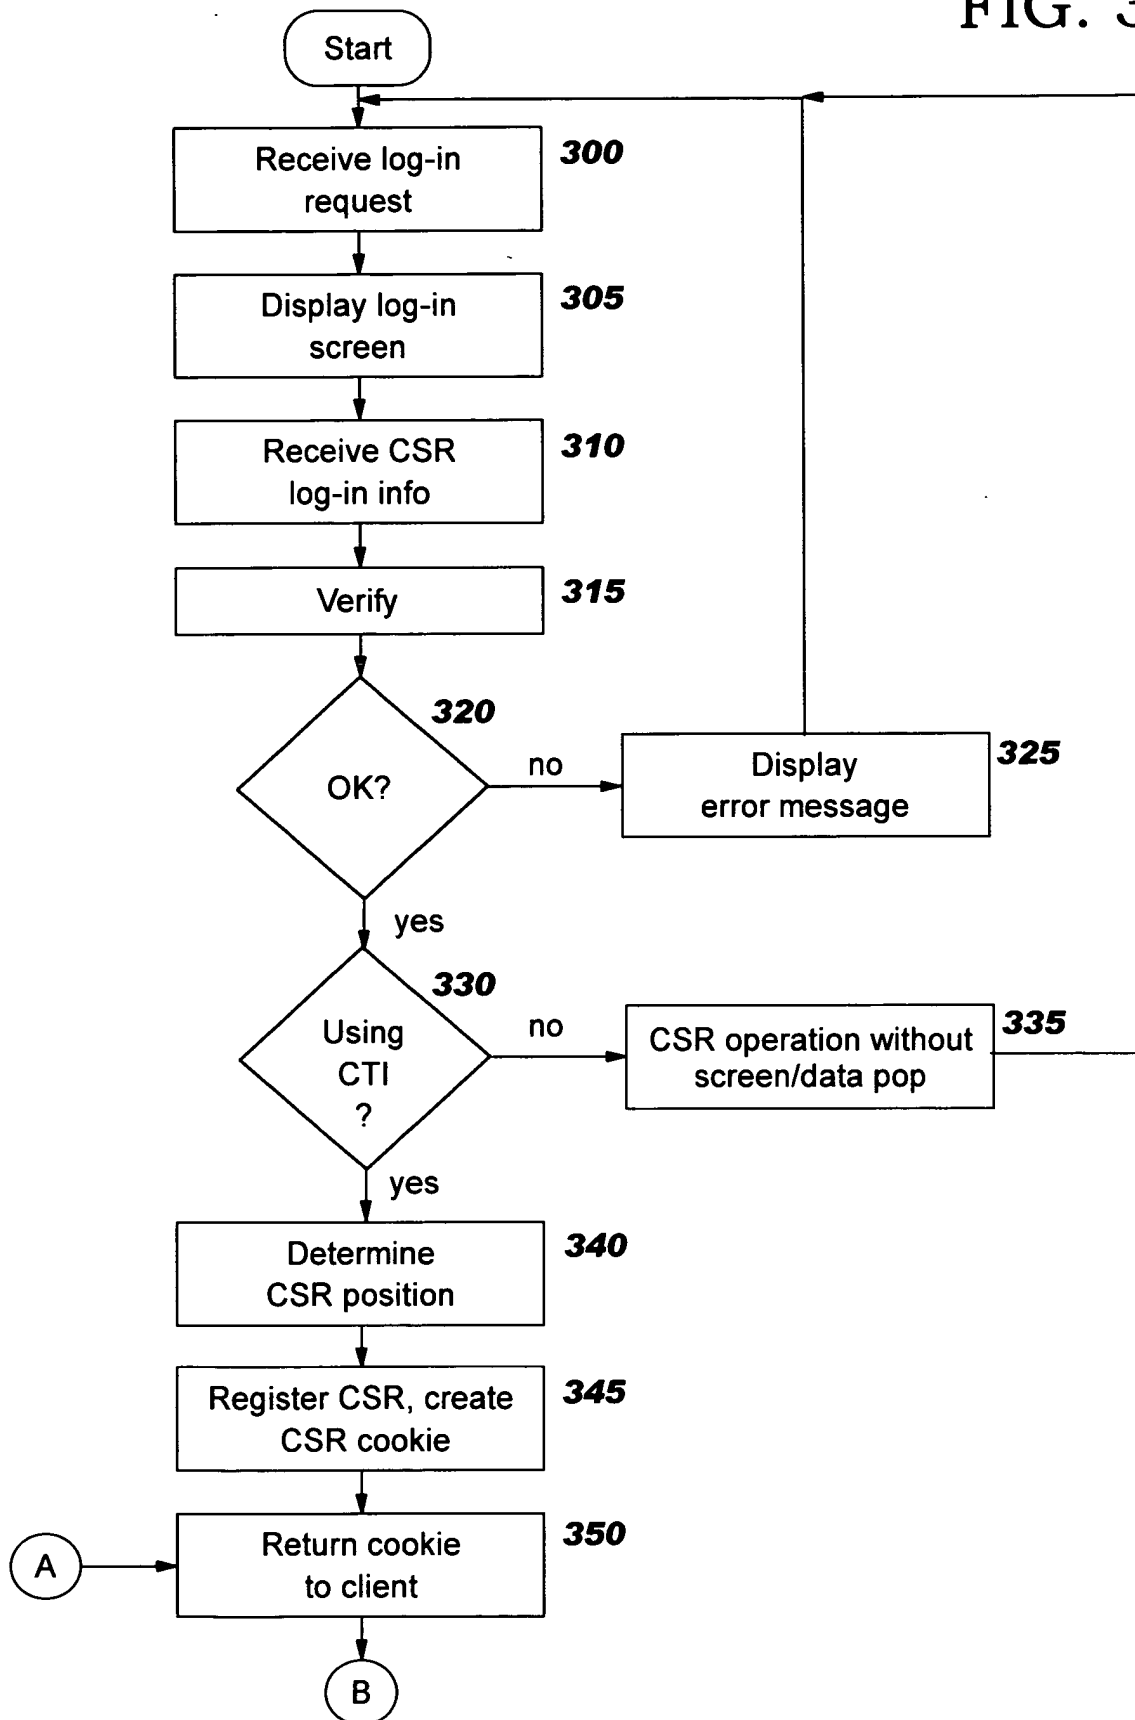 FIG. 3
Start
Receive log-in
request
300
Display log-in
screen
305
Receive CSR
log-in info
310
Verify
315
OK?
320
no
Display
error message
325
yes
Using
CTI
?
330
no
CSR operation without
screen/data pop
335
yes
Determine
CSR position
340
Register CSR, create
CSR cookie
345
A
Return cookie
to client
350
B